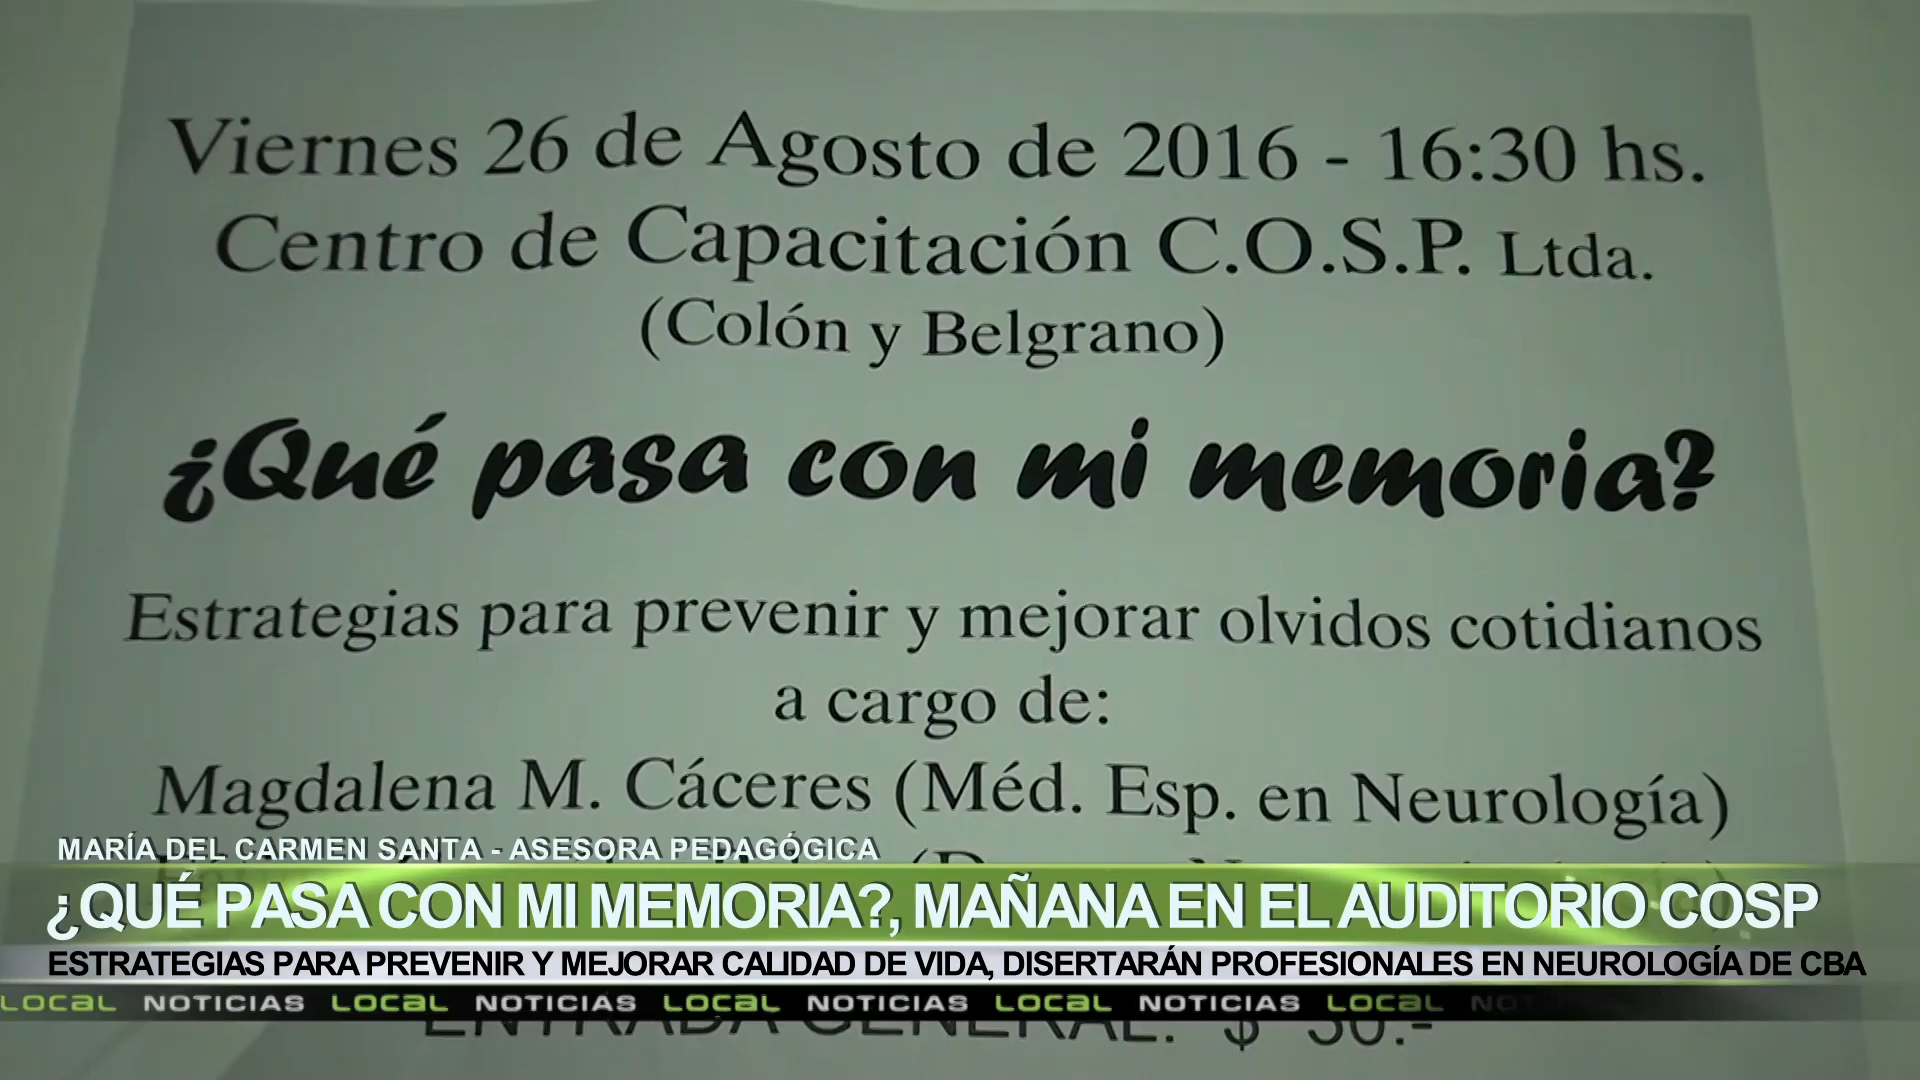 Viernes 26 de Agosto de 2016 - 16:30 hs.
Centro de Capacitación C.O.S.P. Ltda.
(Colón y Belgrano)
¿Qué pasa con mi memoria?
Estrategias para prevenir y mejorar olvidos cotidianos
a cargo de:
Magdalena M. Cáceres (Méd. Esp. en Neurología)
MARÍA DEL CARMEN SANTA - ASESORA PEDAGÓGICA
¿QUÉ PASA CON MI MEMORIA?, MAÑANA EN EL AUDITORIO COSP
ESTRATEGIAS PARA PREVENIR Y MEJORAR CALIDAD DE VIDA, DISERTARÁN PROFESIONALES EN NEUROLOGÍA DE CBA
LOCAL NOTICIAS LOCAL NOTICIAS LOCAL NOTICIAS LOCAL NOTICIAS LOCAL
ENTRADA GENERAL: $